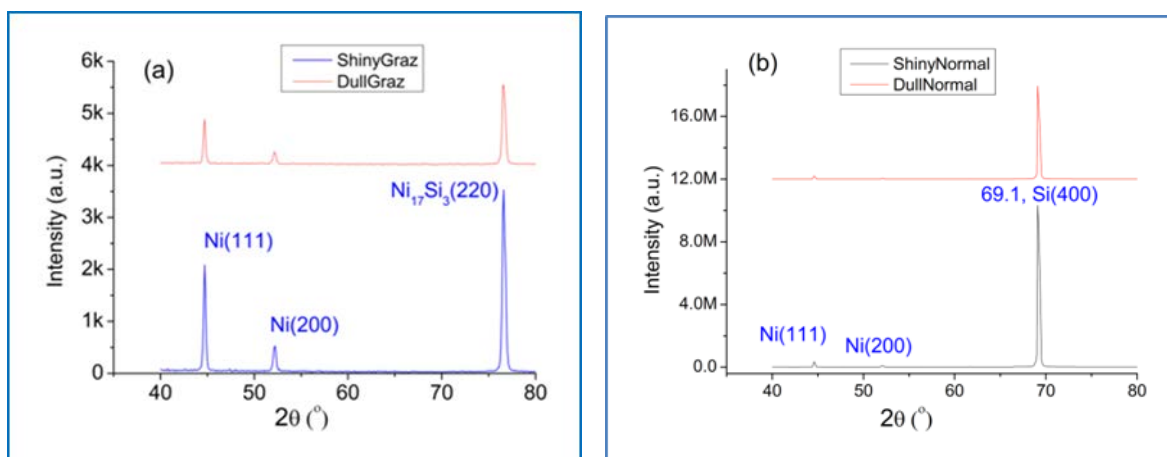 (a)
ShinyGraz
DullGraz
6k
5k
4k
3k
2k
1k
0
Intensity (a.u.)
Ni₁₇Si₃(220)
Ni(111)
Ni(200)
40
50
60
70
80
2θ (°)
(b)
ShinyNormal
DullNormal
16.0M
12.0M
8.0M
4.0M
0.0
Intensity (a.u.)
69.1, Si(400)
Ni(111)
Ni(200)
40
50
60
70
80
2θ (°)